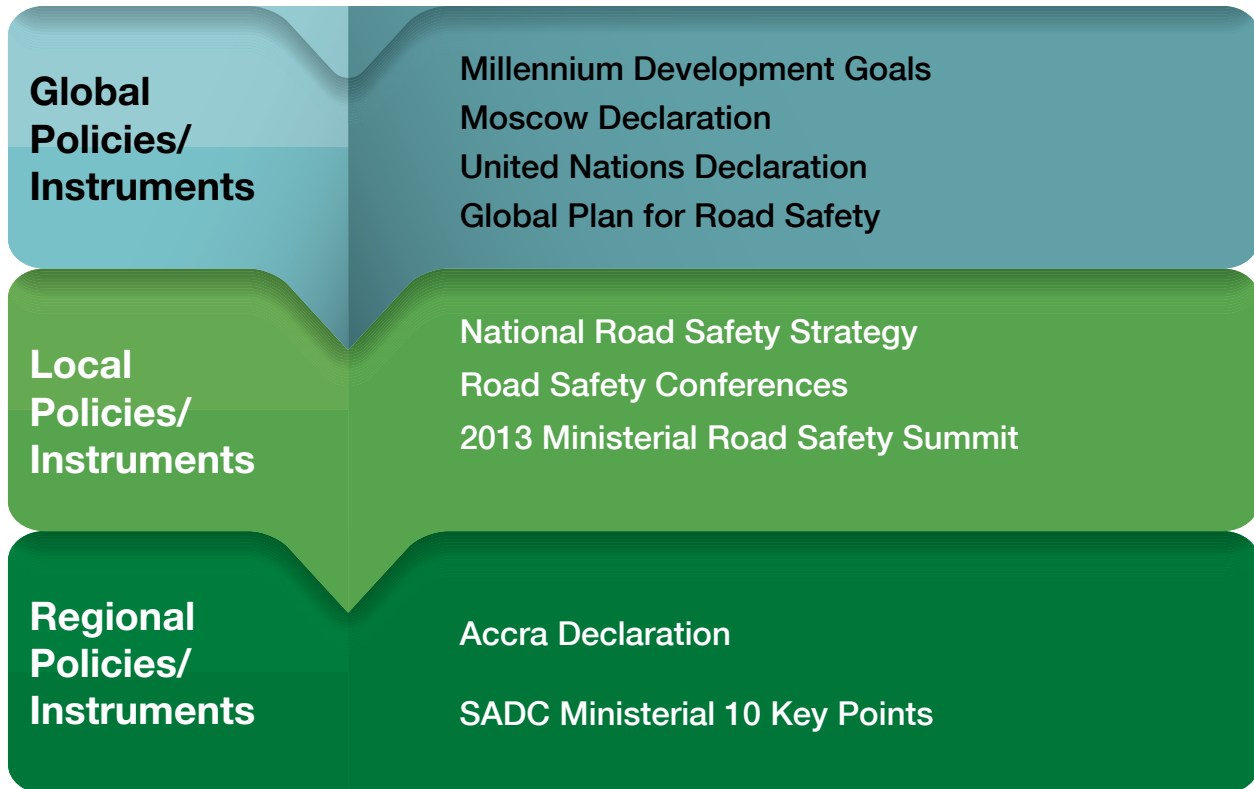 Global
Policies/
Instruments
Millennium Development Goals
Moscow Declaration
United Nations Declaration
Global Plan for Road Safety
Local
Policies/
Instruments
National Road Safety Strategy
Road Safety Conferences
2013 Ministerial Road Safety Summit
Regional
Policies/
Instruments
Accra Declaration
SADC Ministerial 10 Key Points